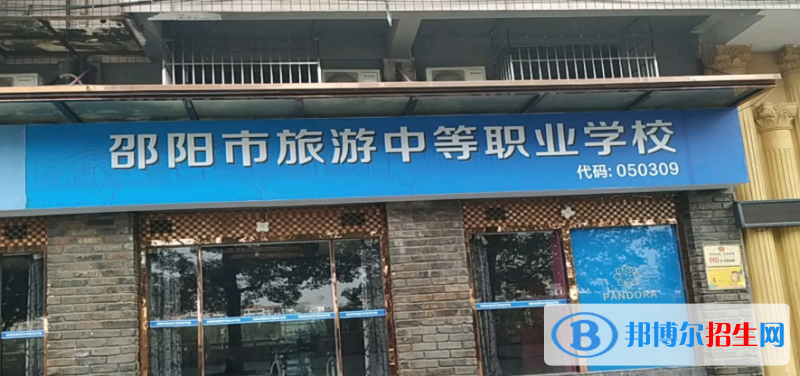 邵阳市旅游中等职业学校
代码: 050309
110
PANDORA
邦博尔招生网